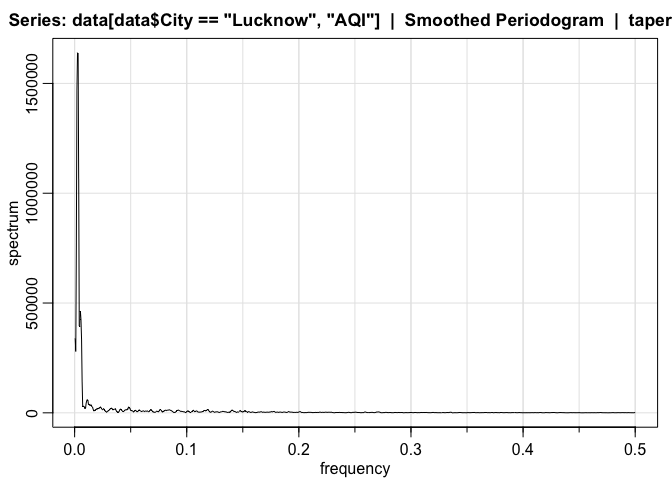 Series: data[data$City == "Lucknow", "AQI"] | Smoothed Periodogram | taper
1500000
1000000
500000
0
spectrum
0.0 0.1 0.2 0.3 0.4 0.5
frequency